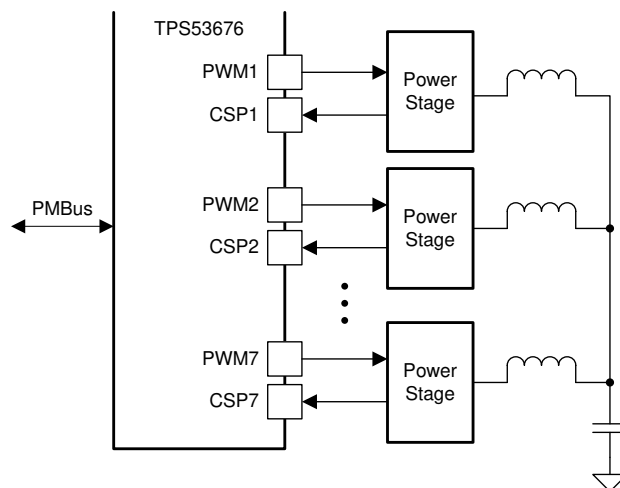 TPS53676
PWM1
Power
Stage
CSP1
PMBus
PWM2
Power
Stage
CSP2
PWM7
Power
Stage
CSP7